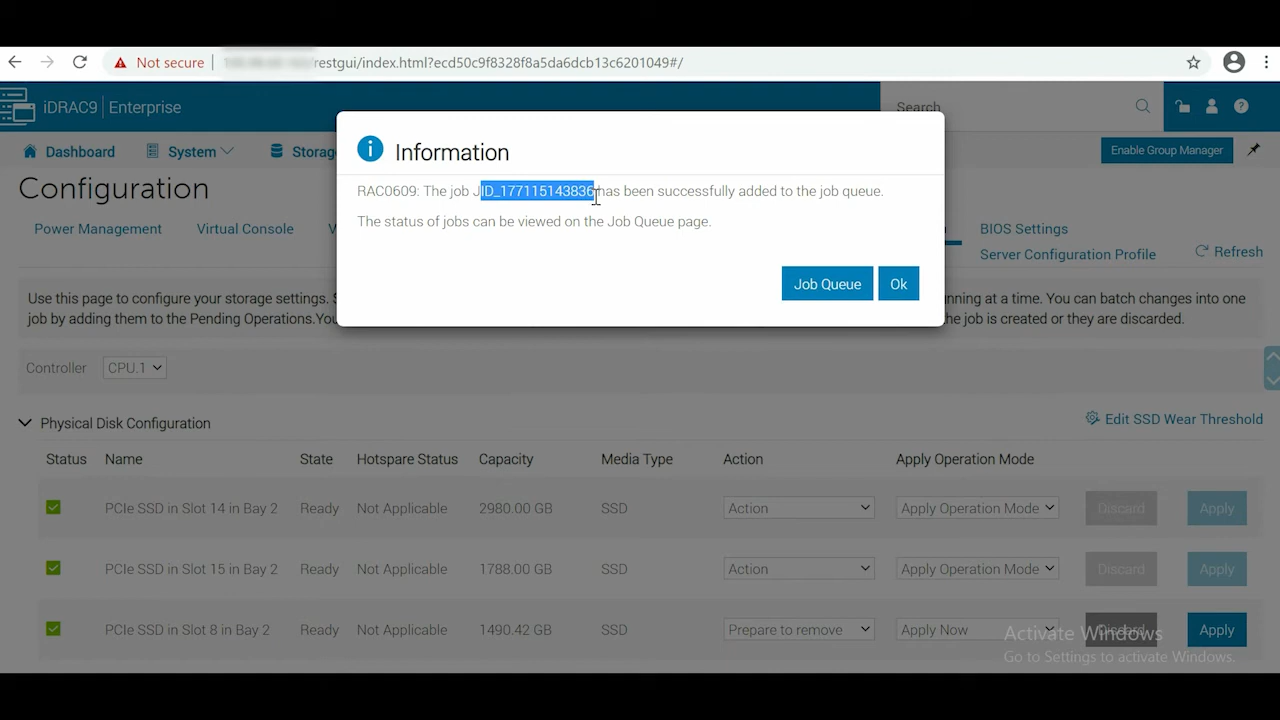 Not secure
/restgui/index.html?ecd50c9f8328f8a5da6dcb13c6201049#/
iDRAC9 | Enterprise
Search
Dashboard
System
Storag
Enable Group Manager
Configuration
Power Management
Virtual Console
V
BIOS Settings
Server Configuration Profile
Refresh
Information
RAC0609: The job JID_177115143836 has been successfully added to the job queue.
The status of jobs can be viewed on the Job Queue page.
Job Queue
Ok
Use this page to configure your storage settings. nning at a time. You can batch changes into one
job by adding them to the Pending Operations.You he job is created or they are discarded.
Controller CPU.1
Physical Disk Configuration
Edit SSD Wear Threshold
Status Name State Hotspare Status Capacity Media Type Action Apply Operation Mode
PCIe SSD in Slot 14 in Bay 2 Ready Not Applicable 2980.00 GB SSD Action Apply Operation Mode Discard Apply
PCIe SSD in Slot 15 in Bay 2 Ready Not Applicable 1788.00 GB SSD Action Apply Operation Mode Discard Apply
PCIe SSD in Slot 8 in Bay 2 Ready Not Applicable 1490.42 GB SSD Prepare to remove Apply Now Discard Apply
Activate Windows
Go to Settings to activate Windows.